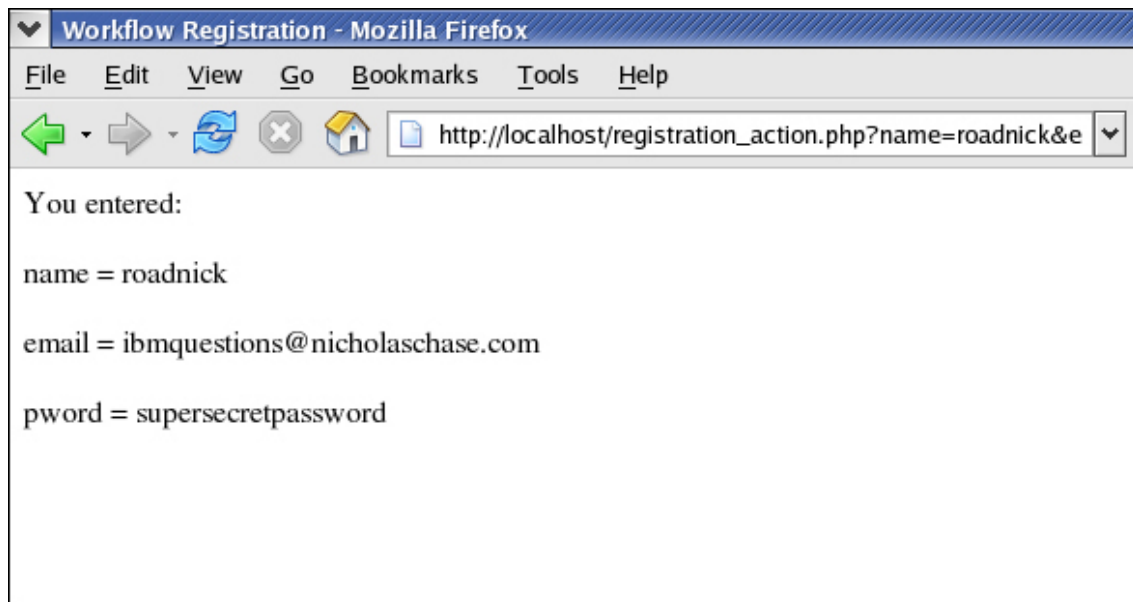 Workflow Registration - Mozilla Firefox
File Edit View Go Bookmarks Tools Help
http://localhost/registration_action.php?name=roadnick&e
You entered:
name = roadnick
email = ibmquestions@nicholaschase.com
pword = supersecretpassword